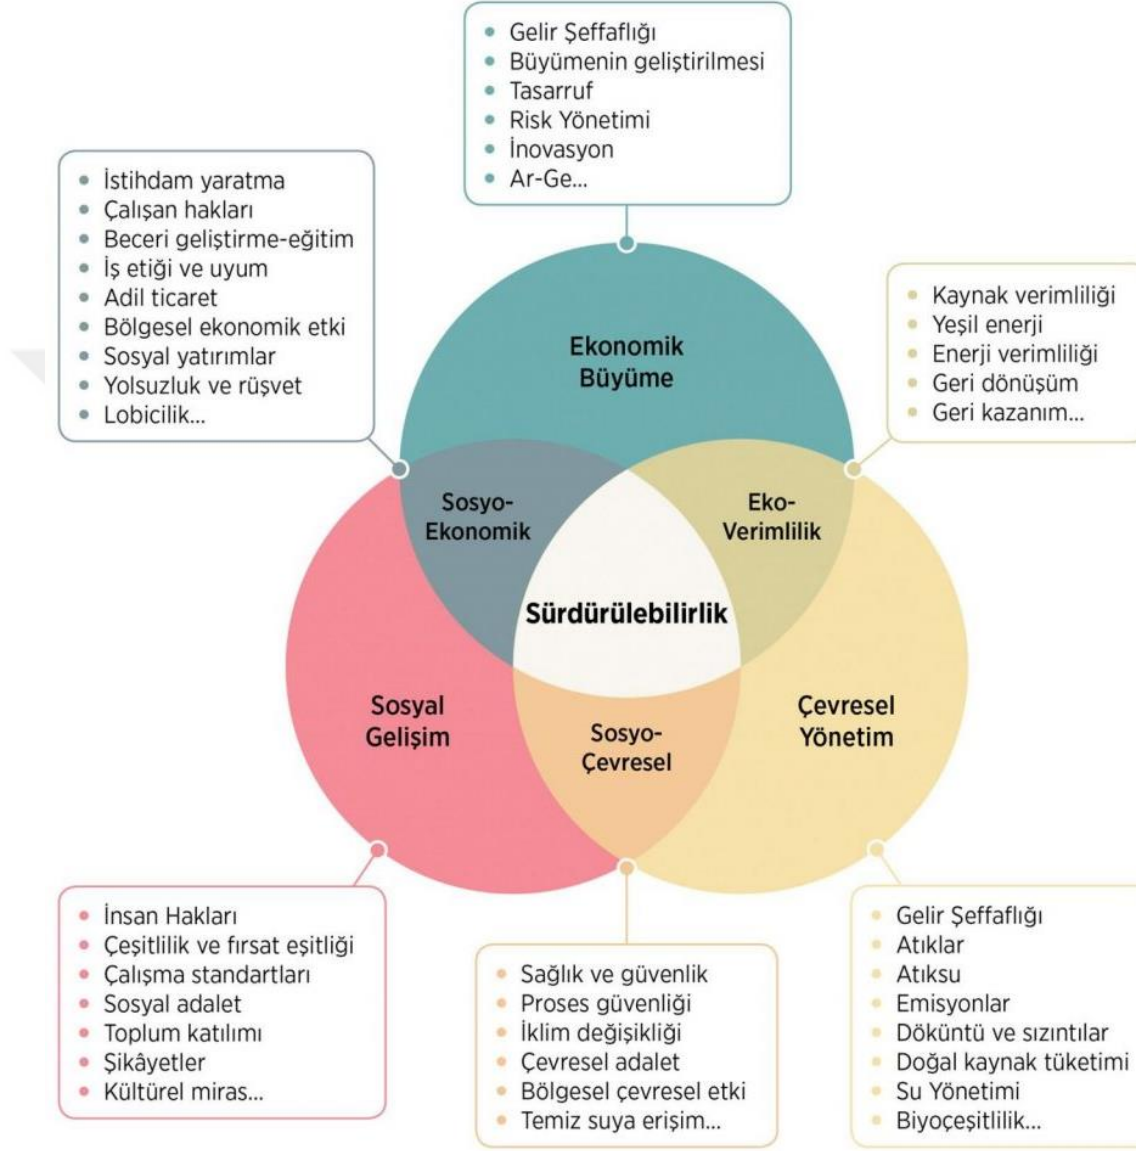 Gelir Şeffaflığı
Büyümenin geliştirilmesi
Tasarruf
Risk Yönetimi
İnovasyon
Ar-Ge...
İstihdam yaratma
Çalışan hakları
Beceri geliştirme-eğitim
İş etiği ve uyum
Adil ticaret
Bölgesel ekonomik etki
Sosyal yatırımlar
Yolsuzluk ve rüşvet
Lobicilik...
Kaynak verimliliği
Yeşil enerji
Enerji verimliliği
Geri dönüşüm
Geri kazanım...
Ekonomik
Büyüme
Sosyo-
Ekonomik
Eko-
Verimlilik
Sürdürülebilirlik
Sosyal
Gelişim
Sosyo-
Çevresel
Çevresel
Yönetim
İnsan Hakları
Çeşitlilik ve fırsat eşitliği
Çalışma standartları
Sosyal adalet
Toplum katılımı
Şikâyetler
Kültürel miras...
Sağlık ve güvenlik
Proses güvenliği
İklim değişikliği
Çevresel adalet
Bölgesel çevresel etki
Temiz suya erişim...
Gelir Şeffaflığı
Atıklar
Atıksu
Emisyonlar
Döküntü ve sızıntılar
Doğal kaynak tüketimi
Su Yönetimi
Biyoçeşitlilik...